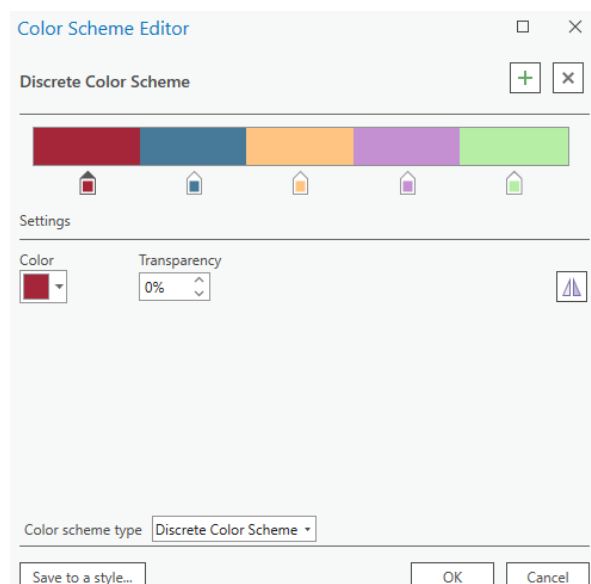 Color Scheme Editor
Discrete Color Scheme
Settings
Color Transparency
0%
Color scheme type Discrete Color Scheme
Save to a style... OK Cancel